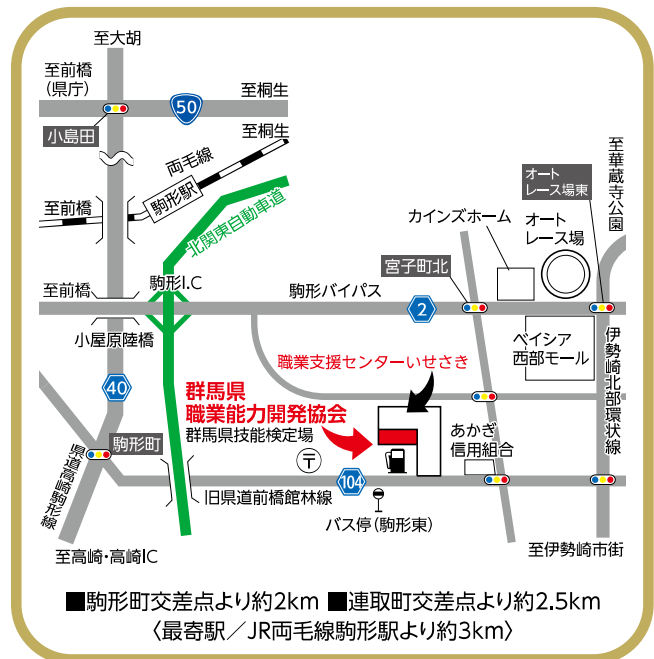 至大胡
至前橋
(県庁)
至桐生
50
小島田
至桐生
両毛線
駒形駅
至前橋
北関東自動車道
至華蔵寺公園
オート
レース場東
カインズホーム
オート
レース場
宮子町北
至前橋
駒形I.C
駒形バイパス
2
小屋原陸橋
ベイシア
西部モール
伊勢崎北部環状線
職業支援センターいせさき
40
群馬県
職業能力開発協会
群馬県技能検定場
駒形町
〒
あかぎ
信用組合
県道高崎駒形線
104
旧県道前橋館林線
バス停(駒形東)
至高崎・高崎IC
至伊勢崎市街
■駒形町交差点より約2km ■連取町交差点より約2.5km
〈最寄駅/JR両毛線駒形駅より約3km〉